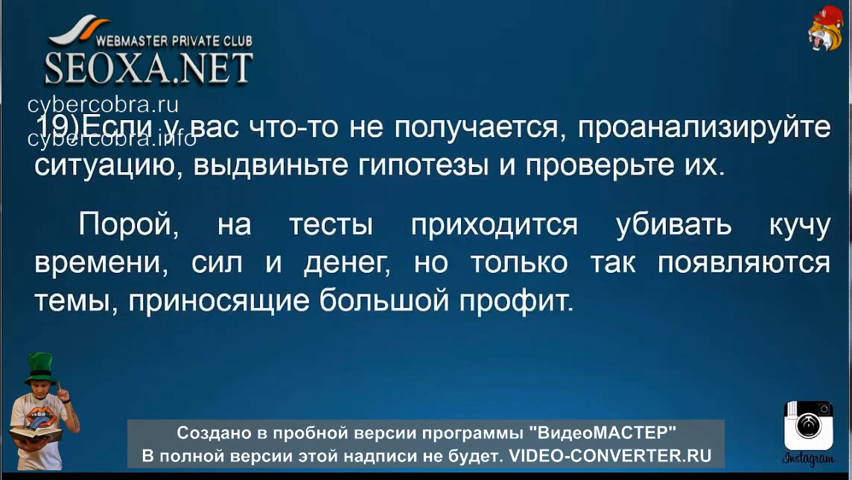 WEBMASTER PRIVATE CLUB
SEOXA.NET
cybercobra.ru
cybercobra.info
19)Если у вас что-то не получается, проанализируйте
ситуацию, выдвиньте гипотезы и проверьте их.
Порой, на тесты приходится убивать кучу
времени, сил и денег, но только так появляются
темы, приносящие большой профит.
Создано в пробной версии программы "ВидеоМАСТЕР"
В полной версии этой надписи не будет. VIDEO-CONVERTER.RU
Instagram